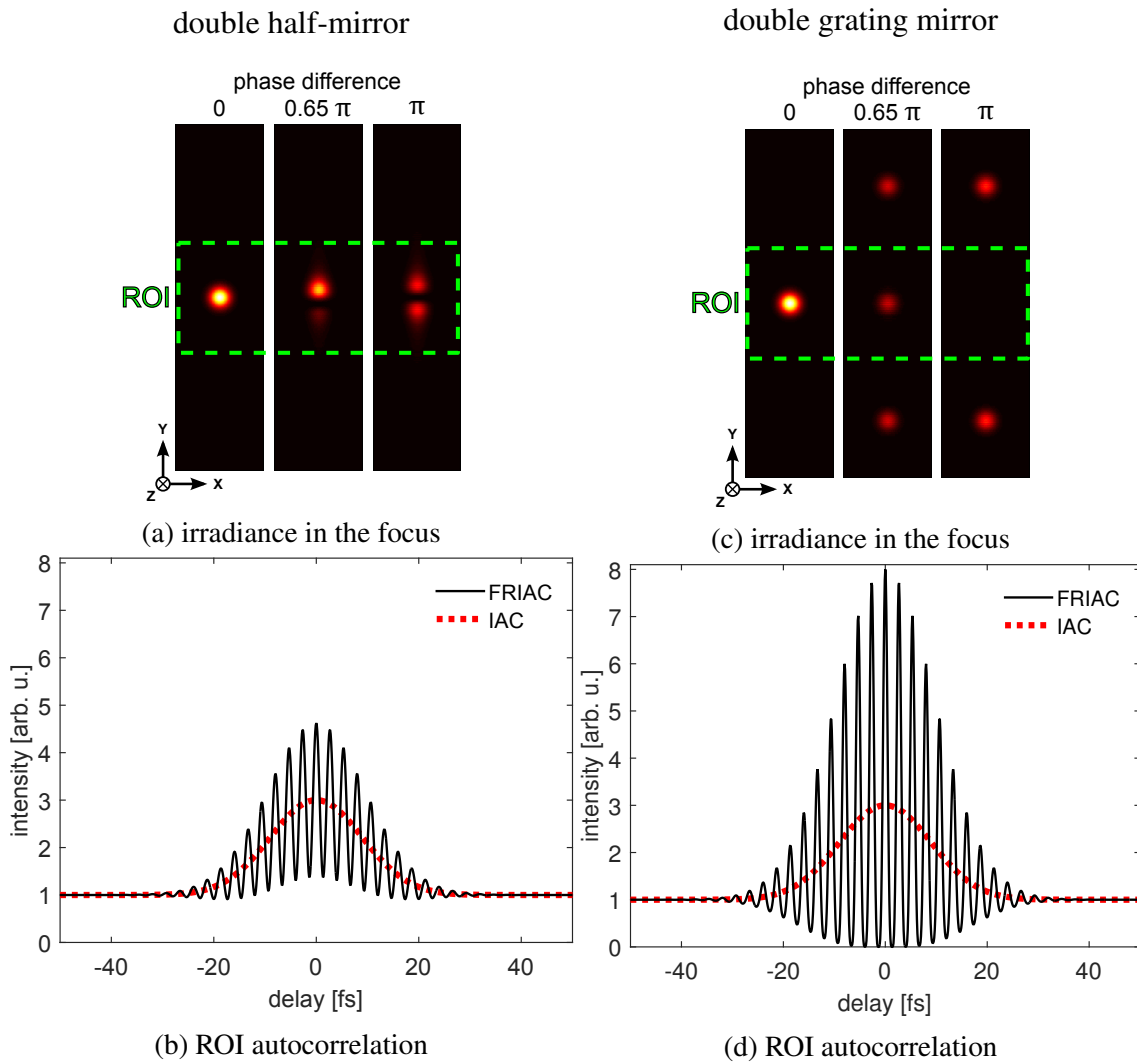 double half-mirror
phase difference
0 0.65 π π
ROI
Y
Z X
(a) irradiance in the focus
8
7
6
5
4
3
2
1
0
intensity [arb. u.]
FRIAC
IAC
-40 -20 0 20 40
delay [fs]
(b) ROI autocorrelation
double grating mirror
phase difference
0 0.65 π π
ROI
Y
Z X
(c) irradiance in the focus
8
7
6
5
4
3
2
1
0
intensity [arb. u.]
FRIAC
IAC
-40 -20 0 20 40
delay [fs]
(d) ROI autocorrelation